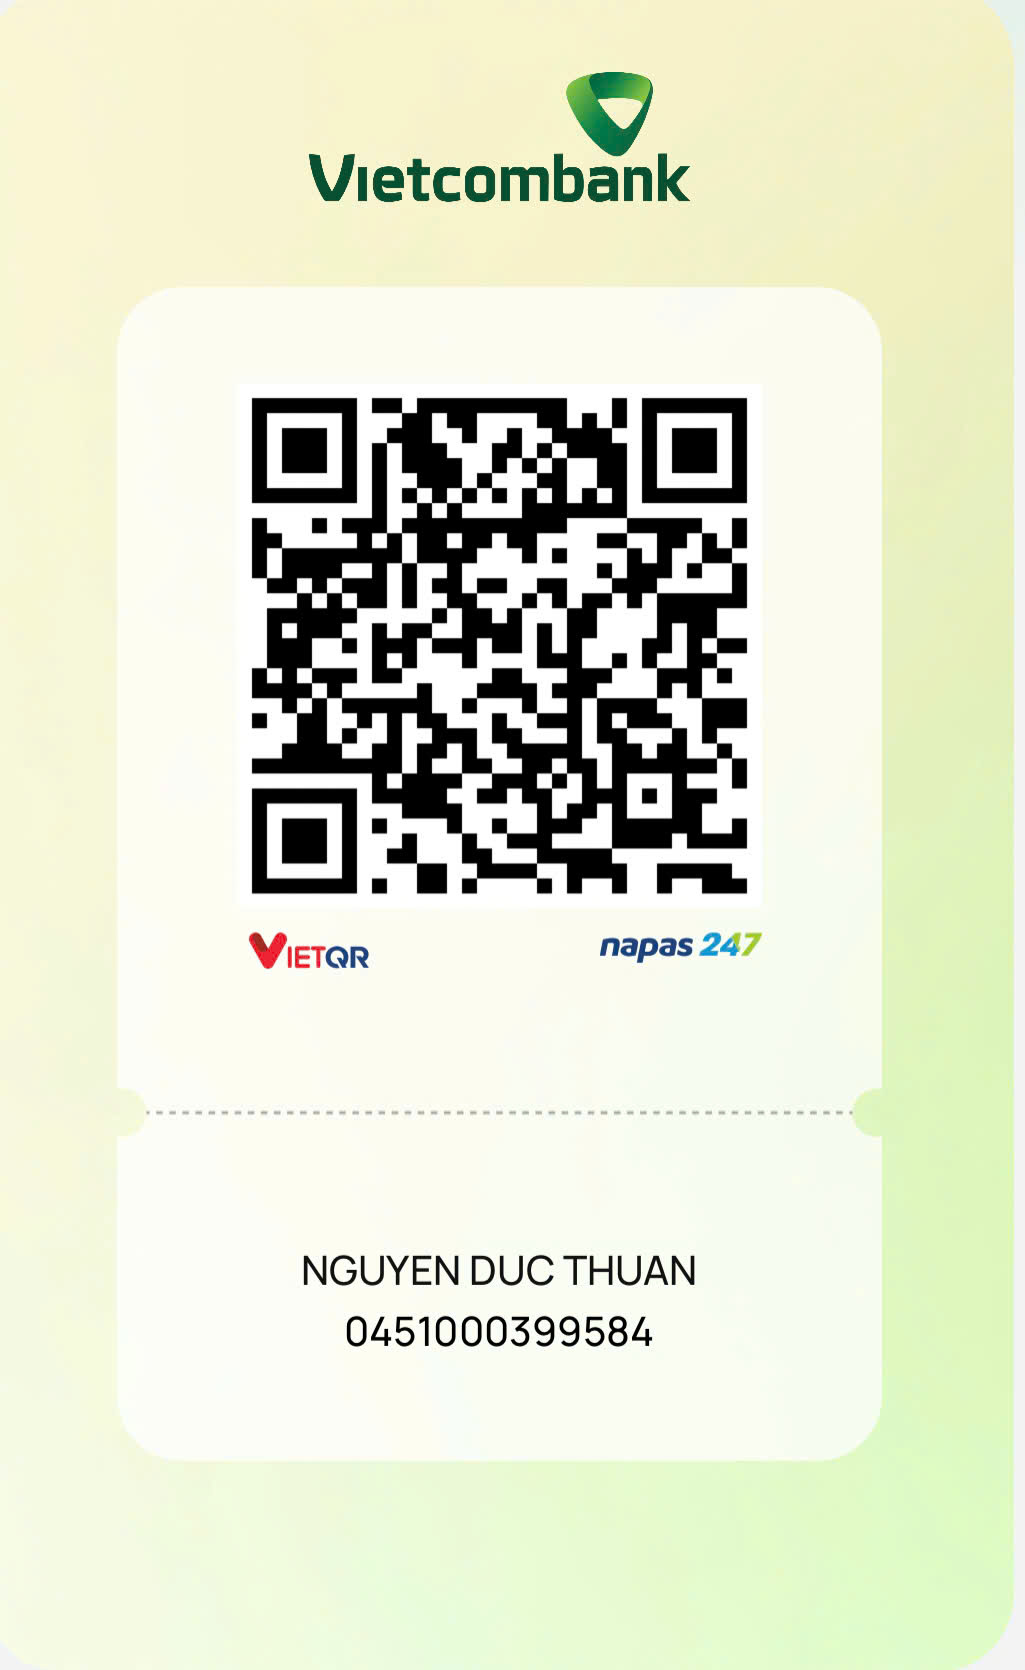 Vietcombank
VIETQR
napas 247
NGUYEN DUC THUAN
0451000399584